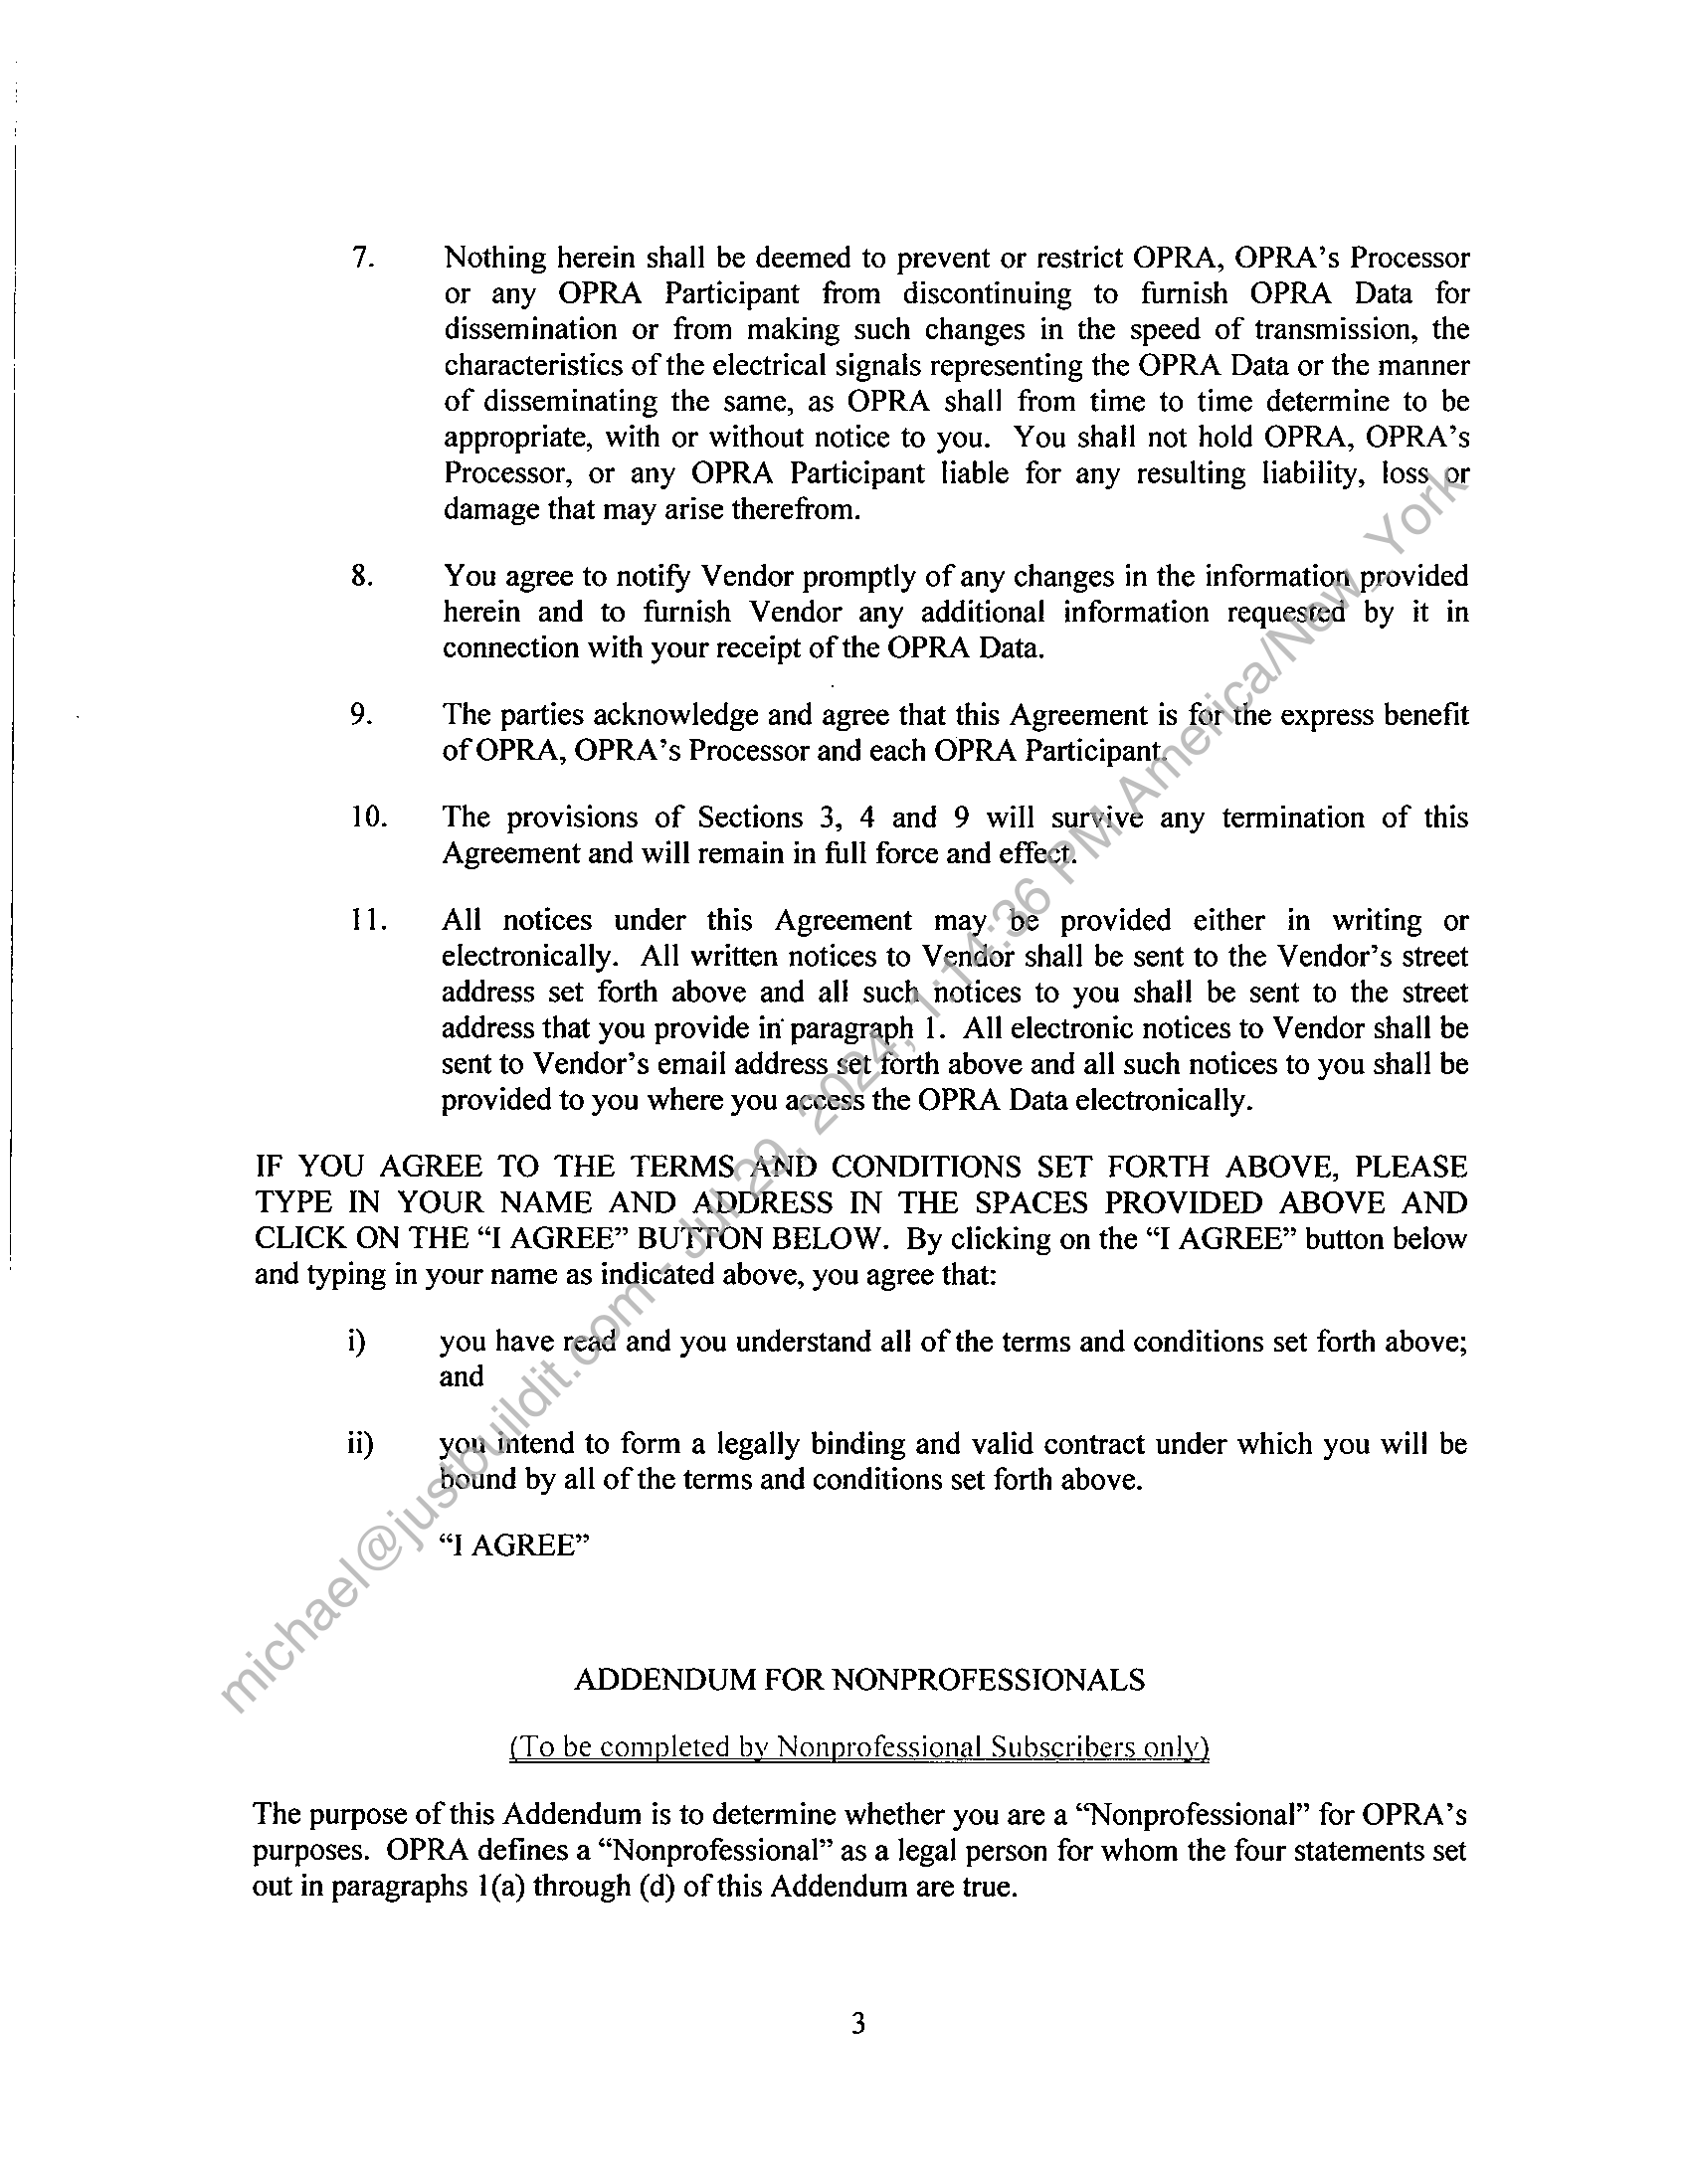 7. Nothing herein shall be deemed to prevent or restrict OPRA, OPRA’s Processor
or any OPRA Participant from discontinuing to furnish OPRA Data for
dissemination or from making such changes in the speed of transmission, the
characteristics of the electrical signals representing the OPRA Data or the manner
of disseminating the same, as OPRA shall from time to time determine to be
appropriate, with or without notice to you. You shall not hold OPRA, OPRA’s
Processor, or any OPRA Participant liable for any resulting liability, loss or
damage that may arise therefrom.
8. You agree to notify Vendor promptly of any changes in the information provided
herein and to furnish Vendor any additional information requested by it in
connection with your receipt of the OPRA Data.
9. The parties acknowledge and agree that this Agreement is for the express benefit
of OPRA, OPRA’s Processor and each OPRA Participant.
10. The provisions of Sections 3, 4 and 9 will survive any termination of this
Agreement and will remain in full force and effect.
11. All notices under this Agreement may be provided either in writing or
electronically. All written notices to Vendor shall be sent to the Vendor’s street
address set forth above and all such notices to you shall be sent to the street
address that you provide in paragraph 1. All electronic notices to Vendor shall be
sent to Vendor’s email address set forth above and all such notices to you shall be
provided to you where you access the OPRA Data electronically.
IF YOU AGREE TO THE TERMS AND CONDITIONS SET FORTH ABOVE, PLEASE
TYPE IN YOUR NAME AND ADDRESS IN THE SPACES PROVIDED ABOVE AND
CLICK ON THE “I AGREE” BUTTON BELOW. By clicking on the “I AGREE” button below
and typing in your name as indicated above, you agree that:
i) you have read and you understand all of the terms and conditions set forth above;
and
ii) you intend to form a legally binding and valid contract under which you will be
bound by all of the terms and conditions set forth above.
“I AGREE”
ADDENDUM FOR NONPROFESSIONALS
(To be completed by Nonprofessional Subscribers only)
The purpose of this Addendum is to determine whether you are a “Nonprofessional” for OPRA’s
purposes. OPRA defines a “Nonprofessional” as a legal person for whom the four statements set
out in paragraphs 1(a) through (d) of this Addendum are true.
3
michael@justbuildit.com - Jul 29, 2024, 1:14:36 PM America/New_York